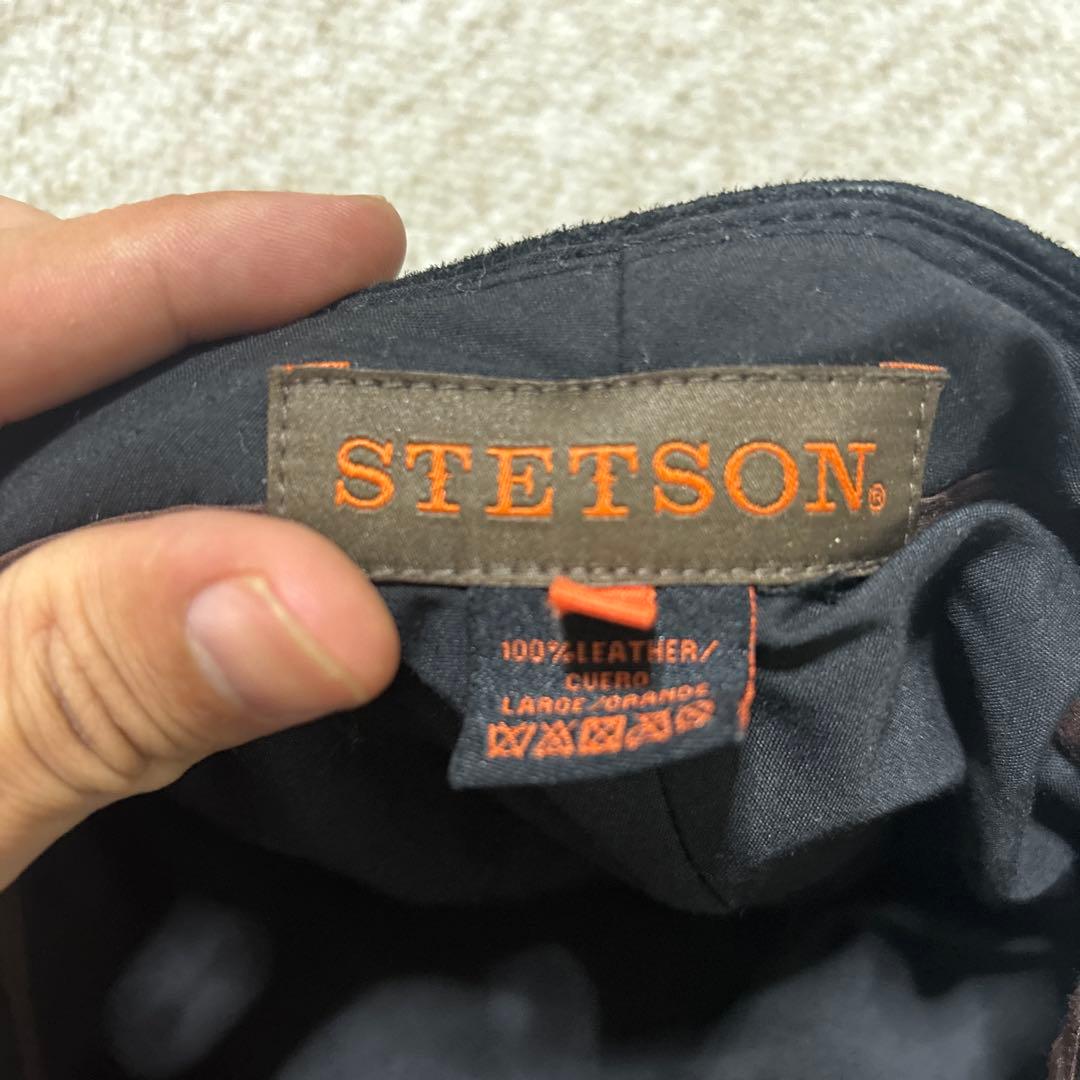 STETSON®
100%LEATHER/
CUERO
LARGE/GRANDE